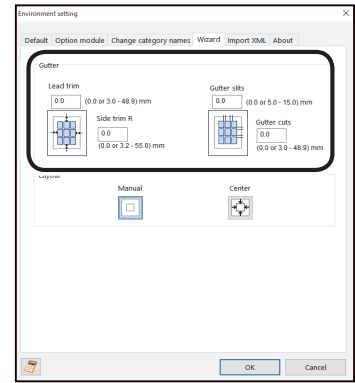 Environment setting
Default Option module Change category names Wizard Import XML About
Gutter
Lead trim
0.0 (0.0 or 3.0 - 48.9) mm
Side trim R
0.0
(0.0 or 3.2 - 55.0) mm
Gutter slits
0.0 (0.0 or 5.0 - 15.0) mm
Gutter cuts
0.0
(0.0 or 3.0 - 48.9) mm
Layout
Manual Center
OK Cancel